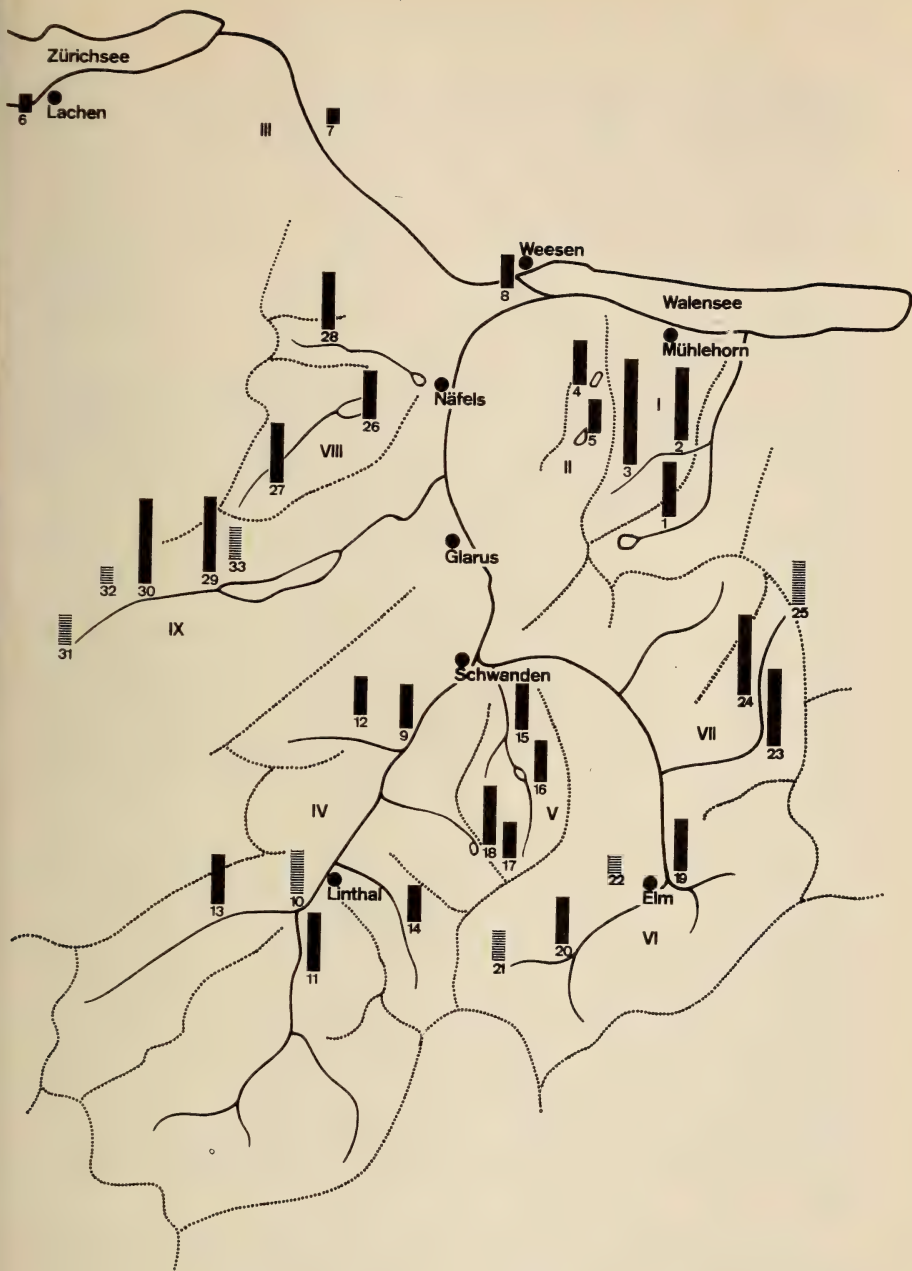 Zürichsee
6
Lachen
III
7
Weesen
8
Walensee
Mühlehorn
28
4
I
Näfels
26
5
2
VIII
II
3
27
1
33
Glarus
32
30
29
IX
31
25
Schwanden
24
12
9
15
VII
23
16
IV
V
18
17
19
22
Linthal
Elm
13
10
14
20
VI
21
11